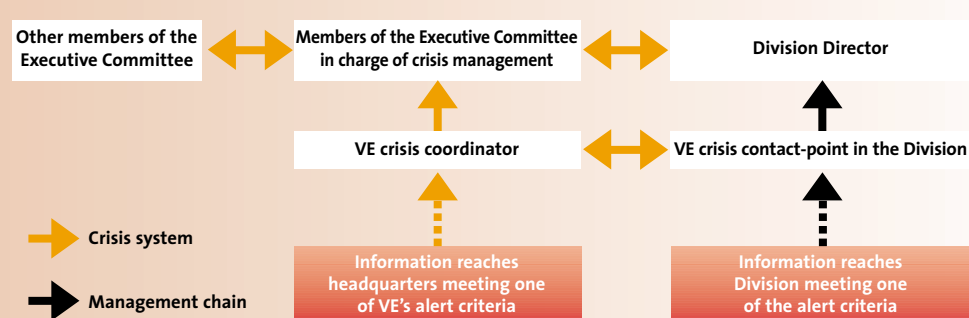 Other members of the
Executive Committee
Members of the Executive Committee
in charge of crisis management
Division Director
VE crisis coordinator
VE crisis contact-point in the Division
Crisis system
Management chain
Information reaches
headquarters meeting one
of VE’s alert criteria
Information reaches
Division meeting one
of the alert criteria